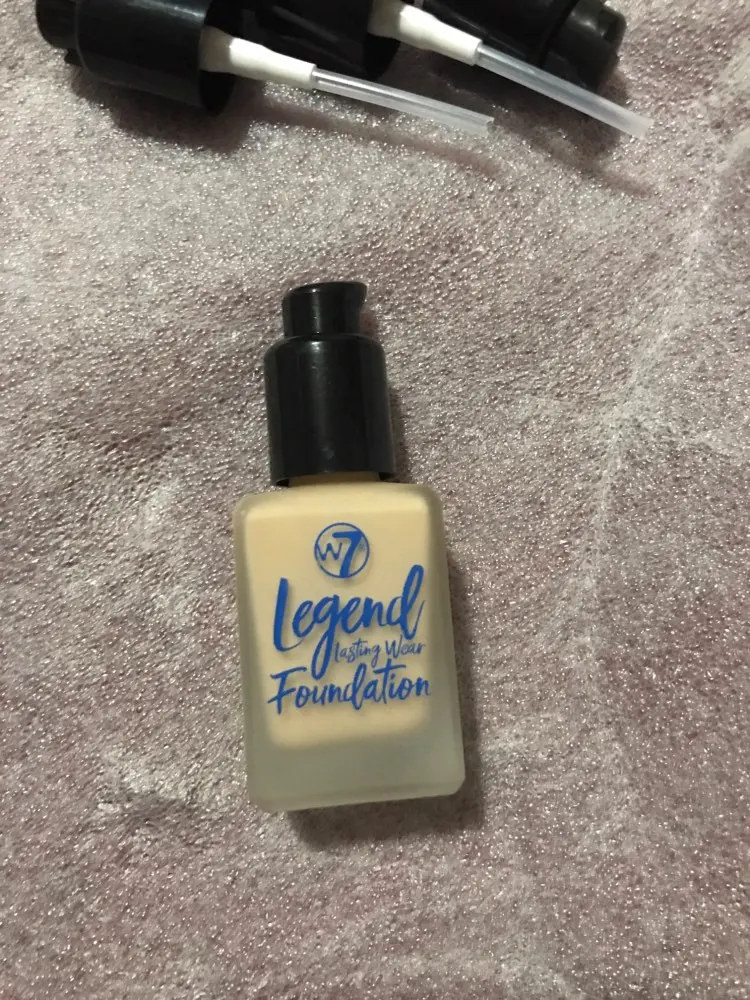 W7
Legend
lasting Wear
Foundation